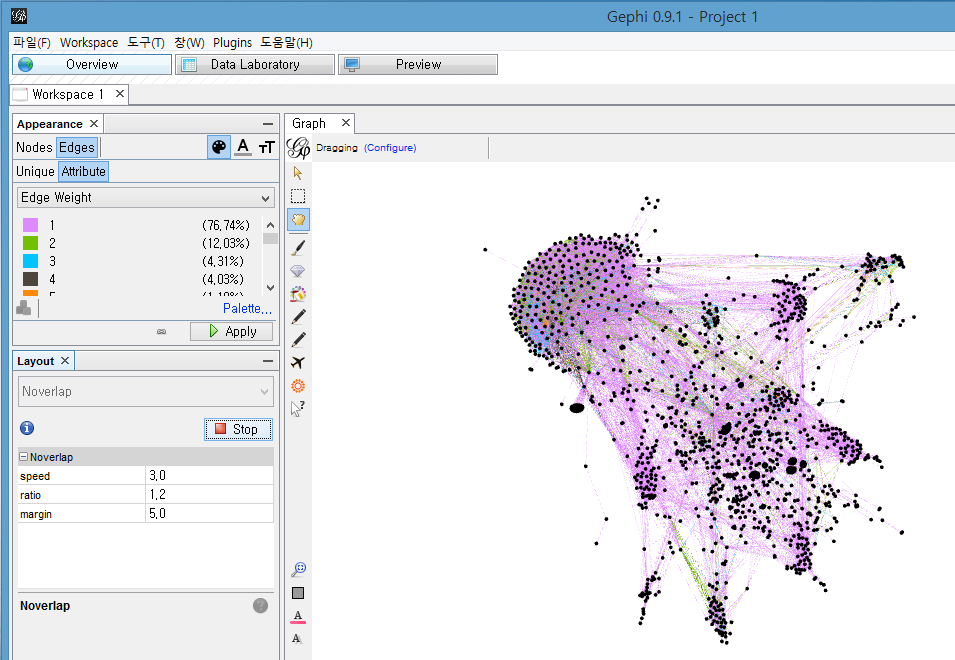 Gephi 0.9.1 - Project 1
파일(F) Workspace 도구(T) 창(W) Plugins 도움말(H)
Overview Data Laboratory Preview
Workspace 1
Appearance
Nodes Edges
Unique Attribute
Edge Weight
1 (76,74%)
2 (12,03%)
3 (4,31%)
4 (4,03%)
Palette...
Apply
Layout
Noverlap
Stop
Noverlap
speed 3,0
ratio 1,2
margin 5,0
Noverlap
Graph
Dragging (Configure)